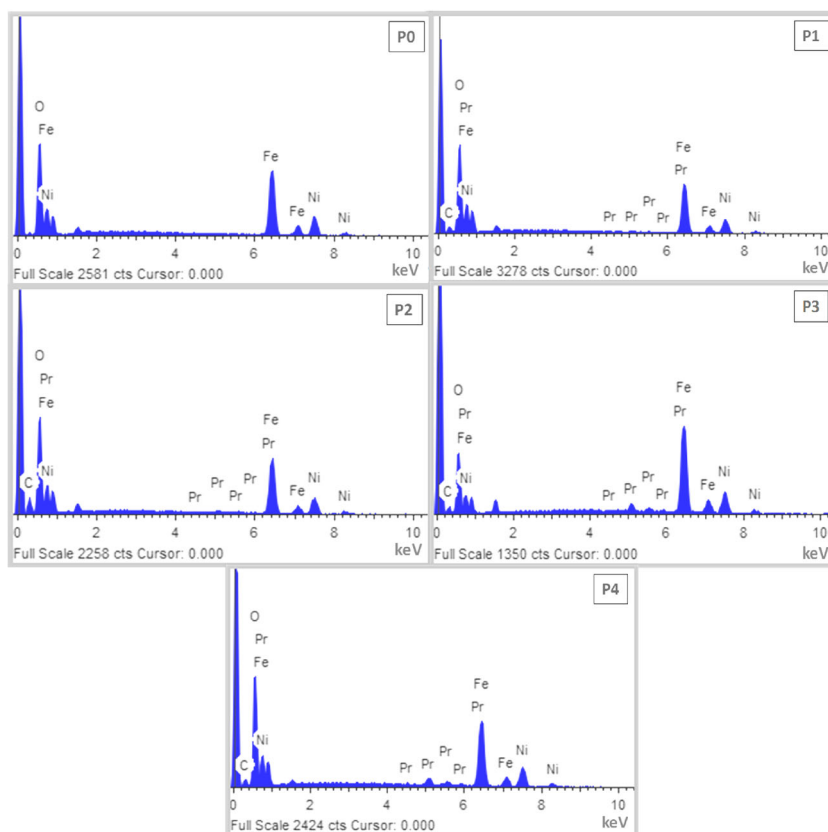 P0
O
Fe
Ni
Fe
Fe
Ni
Ni
0 2 4 6 8 10
Full Scale 2581 cts Cursor: 0.000 keV
P1
O
Pr
Fe
C
Ni
Pr
Pr
Pr
Pr
Fe
Pr
Fe
Ni
Ni
0 2 4 6 8 10
Full Scale 3278 cts Cursor: 0.000 keV
P2
O
Pr
Fe
C
Ni
Pr
Pr
Pr
Pr
Fe
Pr
Fe
Ni
Ni
0 2 4 6 8 10
Full Scale 2258 cts Cursor: 0.000 keV
P3
O
Pr
Fe
C
Ni
Pr
Pr
Pr
Pr
Fe
Pr
Fe
Ni
Ni
0 2 4 6 8 10
Full Scale 1350 cts Cursor: 0.000 keV
P4
O
Pr
Fe
C
Ni
Pr
Pr
Pr
Pr
Fe
Pr
Fe
Ni
Ni
0 2 4 6 8 10
Full Scale 2424 cts Cursor: 0.000 keV